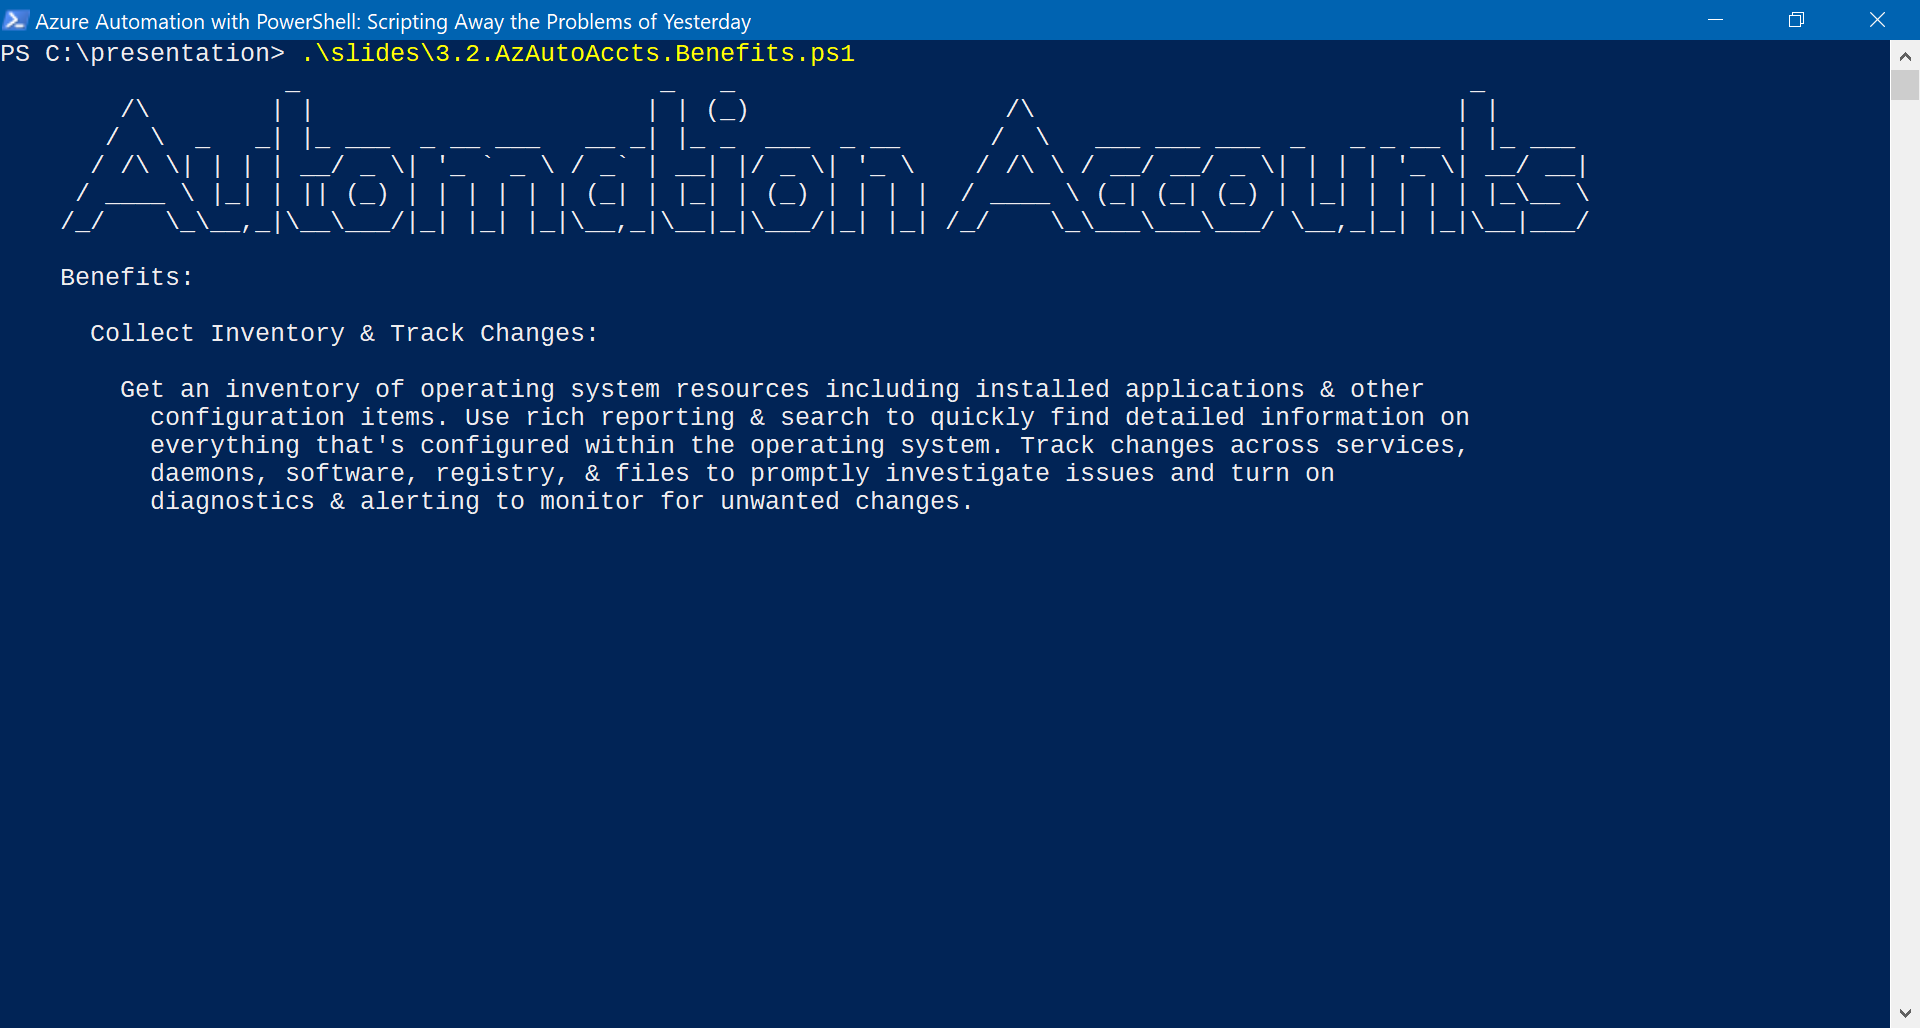 Azure Automation with PowerShell: Scripting Away the Problems of Yesterday
PS C:\presentation> .\slides\3.2.AzAutoAccts.Benefits.ps1
Automation Accounts
Benefits:
Collect Inventory & Track Changes:
Get an inventory of operating system resources including installed applications & other
configuration items. Use rich reporting & search to quickly find detailed information on
everything that's configured within the operating system. Track changes across services,
daemons, software, registry, & files to promptly investigate issues and turn on
diagnostics & alerting to monitor for unwanted changes.